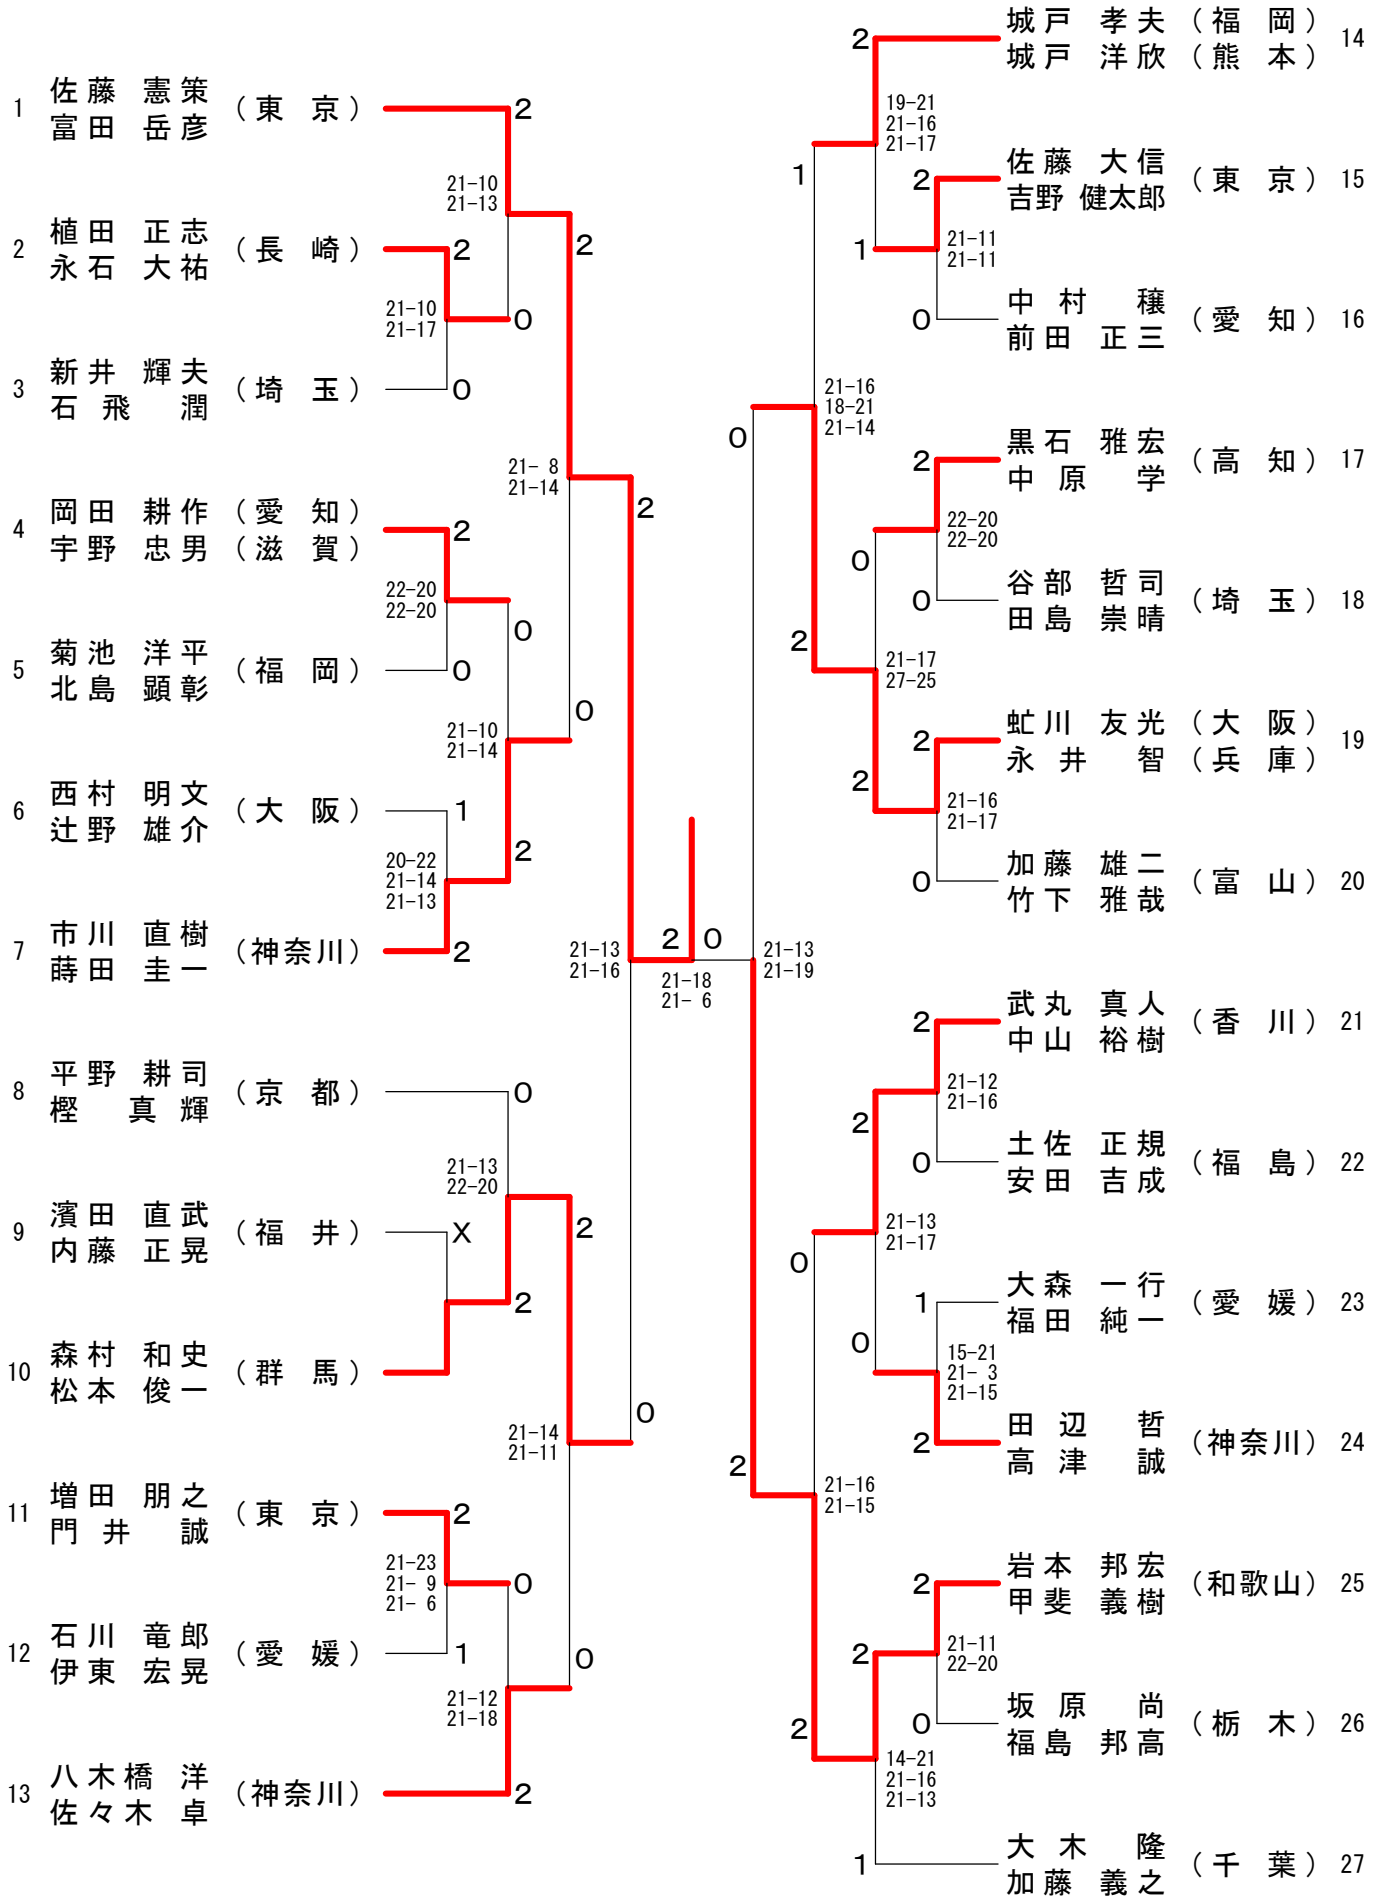 1 佐藤 憲策 (東 京) 2
富田 岳彦
21-10
21-13
2 植田 正志 (長 崎) 2
永石 大祐
2
0
21-10
21-17
3 新井 輝夫 (埼 玉) 0
石飛 潤
21- 8
21-14
2
4 岡田 耕作 (愛 知) 2
宇野 忠男 (滋 賀)
22-20
22-20
0
5 菊池 洋平 (福 岡) 0
北島 顕彰
0
21-10
21-14
6 西村 明文 (大 阪) 1
辻野 雄介
2
20-22
21-14
21-13
7 市川 直樹 (神奈川) 2
蒔田 圭一
21-13
21-16
2 0
21-18
21- 6
8 平野 耕司 (京 都) 0
樫 真輝
21-13
22-20
9 濱田 直武 (福 井) X
内藤 正晃
2
2
10 森村 和史 (群 馬)
松本 俊一
0
21-14
21-11
11 増田 朋之 (東 京) 2
門井 誠
21-23
21- 9
21- 6
0
12 石川 竜郎 (愛 媛) 1
伊東 宏晃
0
21-12
21-18
13 八木橋 洋 (神奈川) 2
佐々木 卓
2 城戸 孝夫 (福 岡) 14
城戸 洋欣 (熊 本)
19-21
21-16
21-17
1
2 佐藤 大信 (東 京) 15
吉野 健太郎
1
21-11
21-11
0 中村 穣 (愛 知) 16
前田 正三
21-16
18-21
21-14
0
2 黒石 雅宏 (高 知) 17
中原 学
22-20
22-20
0
0 谷部 哲司 (埼 玉) 18
田島 崇晴
2
21-17
27-25
2 虻川 友光 (大 阪) 19
永井 智 (兵 庫)
2
21-16
21-17
0 加藤 雄二 (富 山) 20
竹下 雅哉
21-13
21-19
2 武丸 真人 (香 川) 21
中山 裕樹
21-12
21-16
2
0 土佐 正規 (福 島) 22
安田 吉成
21-13
21-17
0
1 大森 一行 (愛 媛) 23
福田 純一
0
15-21
21- 3
21-15
2 田辺 哲 (神奈川) 24
高津 誠
2
21-16
21-15
2 岩本 邦宏 (和歌山) 25
甲斐 義樹
2
21-11
22-20
0 坂原 尚 (栃 木) 26
福島 邦高
2
14-21
21-16
21-13
1 大木 隆 (千 葉) 27
加藤 義之